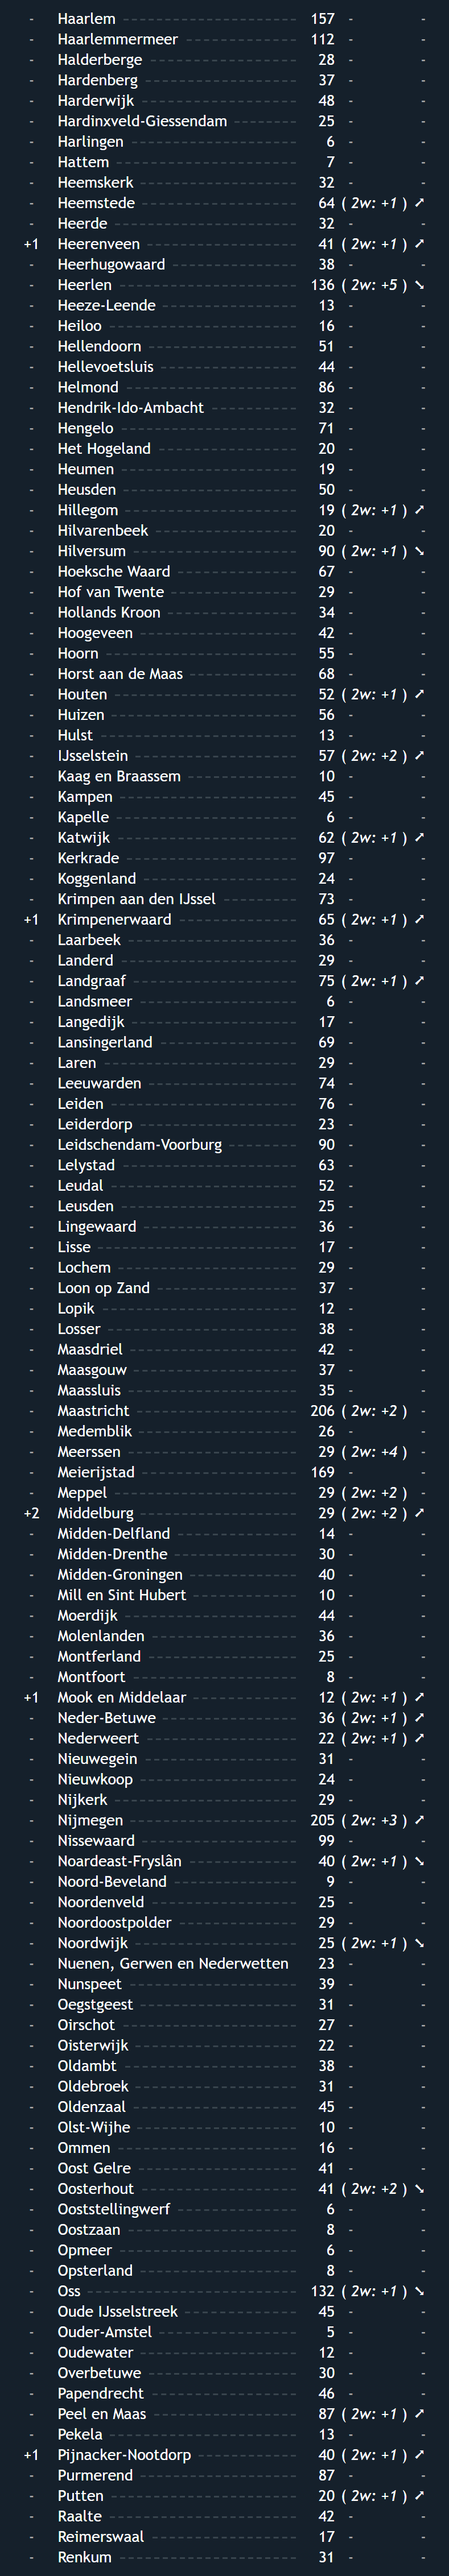 - Haarlem 157 - -
- Haarlemmermeer 112 - -
- Halderberge 28 - -
- Hardenberg 37 - -
- Harderwijk 48 - -
- Hardinxveld-Giessendam 25 - -
- Harlingen 6 - -
- Hattem 7 - -
- Heemskerk 32 - -
- Heemstede 64 ( 2w: +1 ) ➚
- Heerde 32 - -
+1 Heerenveen 41 ( 2w: +1 ) ➚
- Heerhugowaard 38 - -
- Heerlen 136 ( 2w: +5 ) ➘
- Heeze-Leende 13 - -
- Heiloo 16 - -
- Hellendoorn 51 - -
- Hellevoetsluis 44 - -
- Helmond 86 - -
- Hendrik-Ido-Ambacht 32 - -
- Hengelo 71 - -
- Het Hogeland 20 - -
- Heumen 19 - -
- Heusden 50 - -
- Hillegom 19 ( 2w: +1 ) ➚
- Hilvarenbeek 20 - -
- Hilversum 90 ( 2w: +1 ) ➘
- Hoeksche Waard 67 - -
- Hof van Twente 29 - -
- Hollands Kroon 34 - -
- Hoogeveen 42 - -
- Hoorn 55 - -
- Horst aan de Maas 68 - -
- Houten 52 ( 2w: +1 ) ➚
- Huizen 56 - -
- Hulst 13 - -
- IJsselstein 57 ( 2w: +2 ) ➚
- Kaag en Braassem 10 - -
- Kampen 45 - -
- Kapelle 6 - -
- Katwijk 62 ( 2w: +1 ) ➚
- Kerkrade 97 - -
- Koggenland 24 - -
- Krimpen aan den IJssel 73 - -
+1 Krimpenerwaard 65 ( 2w: +1 ) ➚
- Laarbeek 36 - -
- Landerd 29 - -
- Landgraaf 75 ( 2w: +1 ) ➚
- Landsmeer 6 - -
- Langedijk 17 - -
- Lansingerland 69 - -
- Laren 29 - -
- Leeuwarden 74 - -
- Leiden 76 - -
- Leiderdorp 23 - -
- Leidschendam-Voorburg 90 - -
- Lelystad 63 - -
- Leudal 52 - -
- Leusden 25 - -
- Lingewaard 36 - -
- Lisse 17 - -
- Lochem 29 - -
- Loon op Zand 37 - -
- Lopik 12 - -
- Losser 38 - -
- Maasdriel 42 - -
- Maasgouw 37 - -
- Maassluis 35 - -
- Maastricht 206 ( 2w: +2 ) -
- Medemblik 26 - -
- Meerssen 29 ( 2w: +4 ) -
- Meierijstad 169 - -
- Meppel 29 ( 2w: +2 ) -
+2 Middelburg 29 ( 2w: +2 ) ➚
- Midden-Delfland 14 - -
- Midden-Drenthe 30 - -
- Midden-Groningen 40 - -
- Mill en Sint Hubert 10 - -
- Moerdijk 44 - -
- Molenlanden 36 - -
- Montferland 25 - -
- Montfoort 8 - -
+1 Mook en Middelaar 12 ( 2w: +1 ) ➚
- Neder-Betuwe 36 ( 2w: +1 ) ➚
- Nederweert 22 ( 2w: +1 ) ➚
- Nieuwegein 31 - -
- Nieuwkoop 24 - -
- Nijkerk 29 - -
- Nijmegen 205 ( 2w: +3 ) ➚
- Nissewaard 99 - -
- Noardeast-Fryslân 40 ( 2w: +1 ) ➘
- Noord-Beveland 9 - -
- Noordenveld 25 - -
- Noordoostpolder 29 - -
- Noordwijk 25 ( 2w: +1 ) ➘
- Nuenen, Gerwen en Nederwetten 23 - -
- Nunspeet 39 - -
- Oegstgeest 31 - -
- Oirschot 27 - -
- Oisterwijk 22 - -
- Oldambt 38 - -
- Oldebroek 31 - -
- Oldenzaal 45 - -
- Olst-Wijhe 10 - -
- Ommen 16 - -
- Oost Gelre 41 - -
- Oosterhout 41 ( 2w: +2 ) ➘
- Ooststellingwerf 6 - -
- Oostzaan 8 - -
- Opmeer 6 - -
- Opsterland 8 - -
- Oss 132 ( 2w: +1 ) ➘
- Oude IJsselstreek 45 - -
- Ouder-Amstel 5 - -
- Oudewater 12 - -
- Overbetuwe 30 - -
- Papendrecht 46 - -
- Peel en Maas 87 ( 2w: +1 ) ➚
- Pekela 13 - -
+1 Pijnacker-Nootdorp 40 ( 2w: +1 ) ➚
- Purmerend 87 - -
- Putten 20 ( 2w: +1 ) ➚
- Raalte 42 - -
- Reimerswaal 17 - -
- Renkum 31 - -